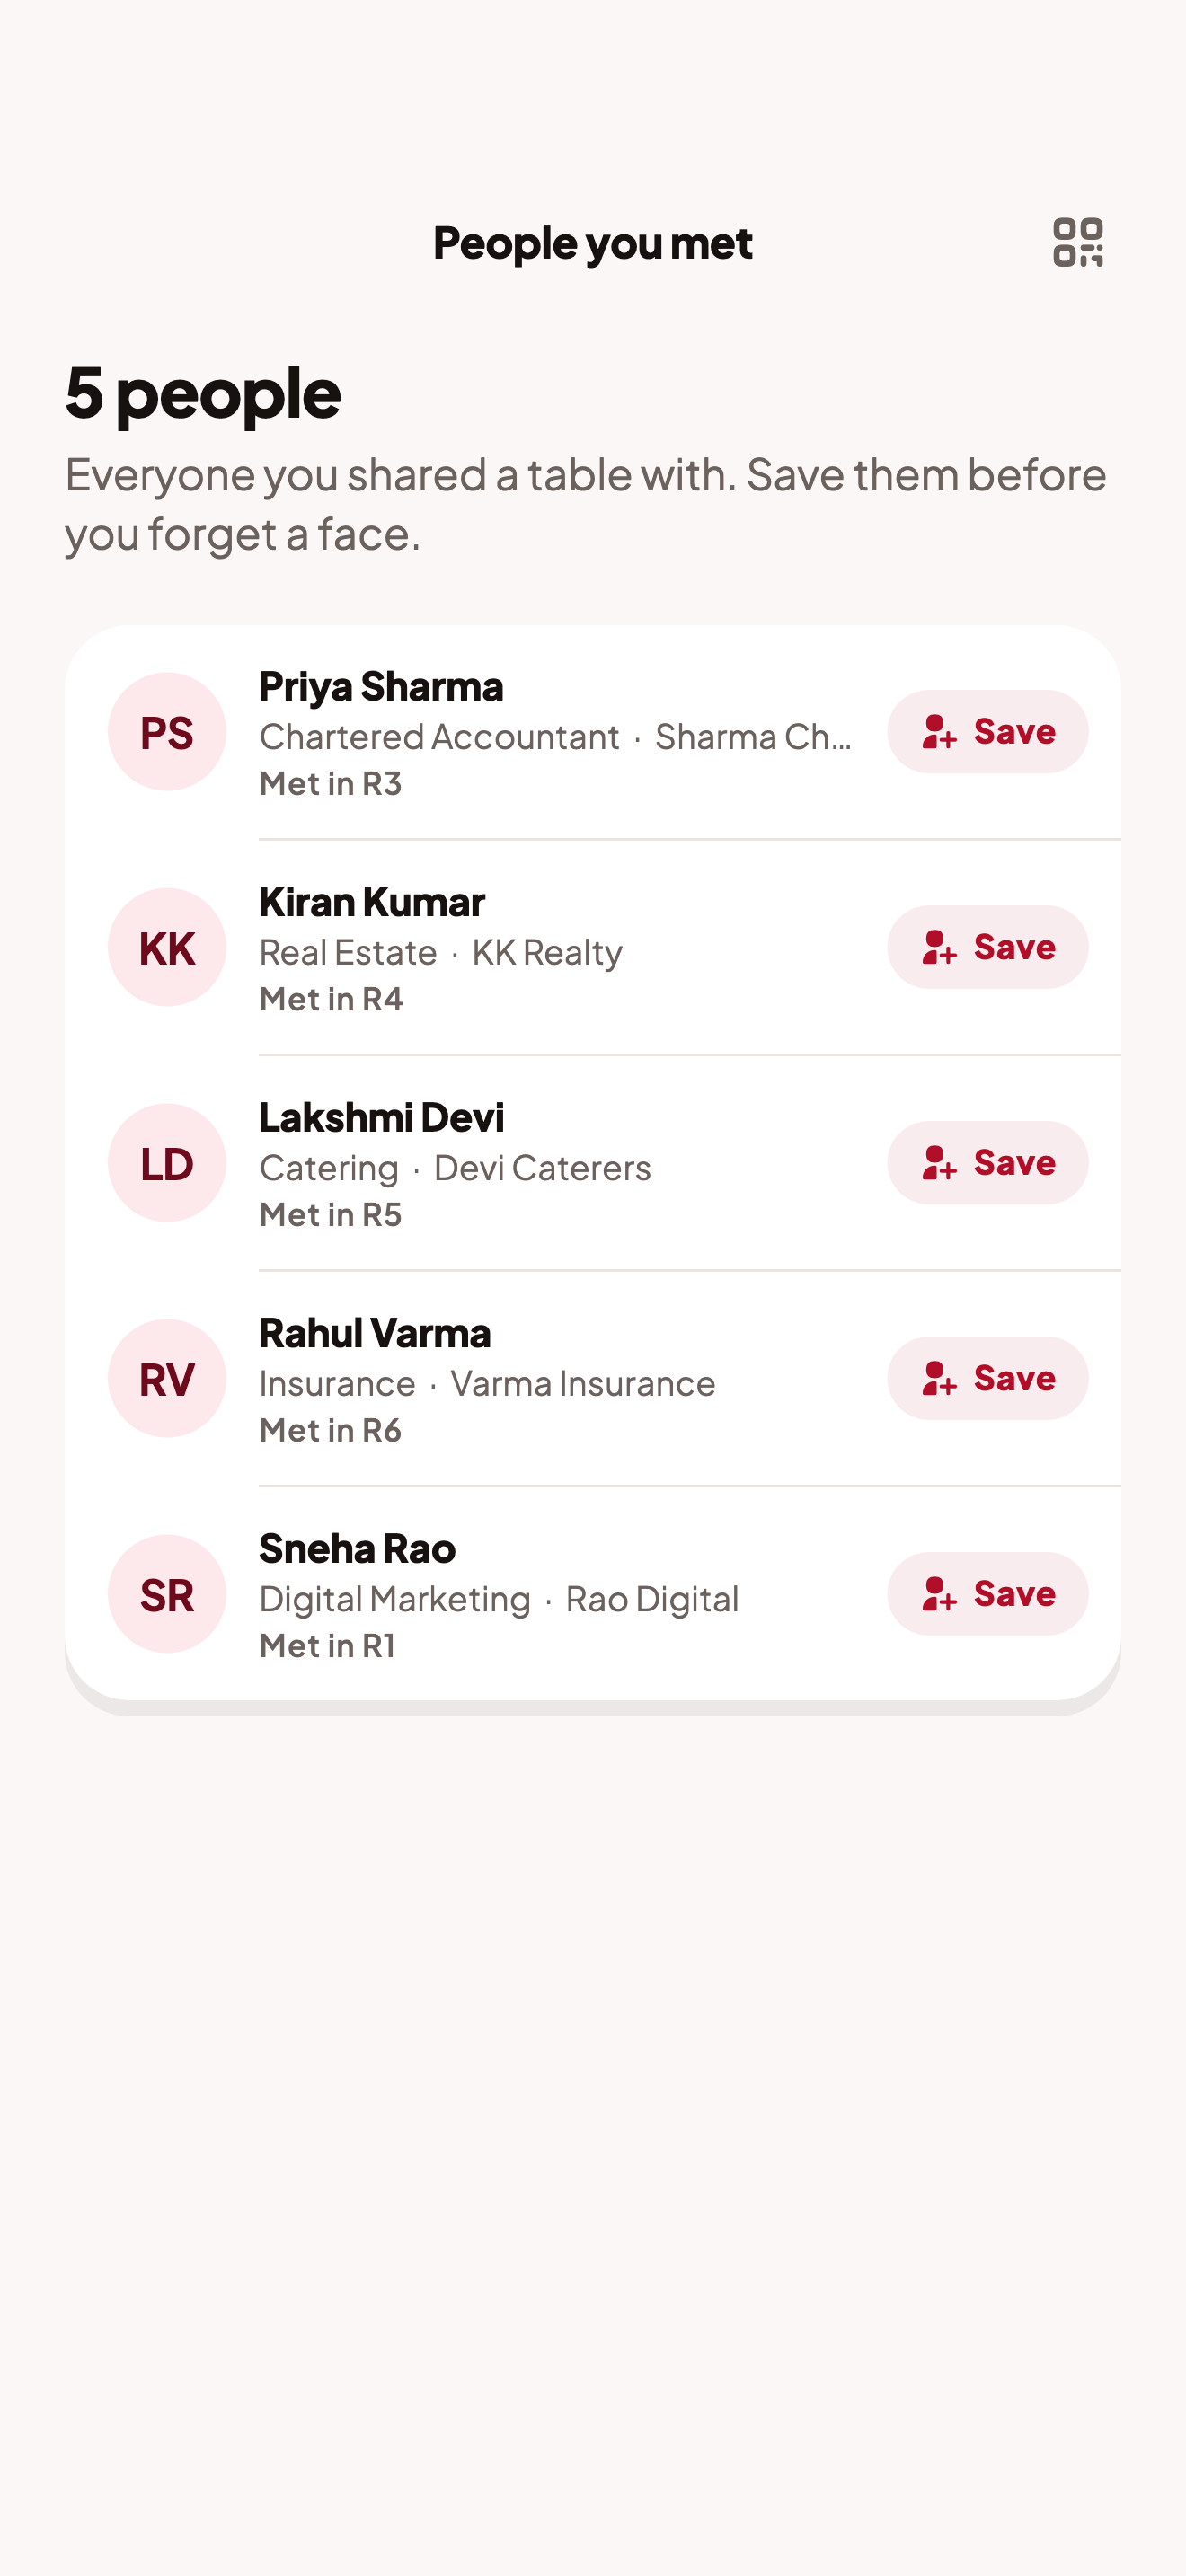 People you met
5 people
Everyone you shared a table with. Save them before
you forget a face.
PS
Priya Sharma
Chartered Accountant · Sharma Ch...
Met in R3
Save
KK
Kiran Kumar
Real Estate · KK Realty
Met in R4
Save
LD
Lakshmi Devi
Catering · Devi Caterers
Met in R5
Save
RV
Rahul Varma
Insurance · Varma Insurance
Met in R6
Save
SR
Sneha Rao
Digital Marketing · Rao Digital
Met in R1
Save